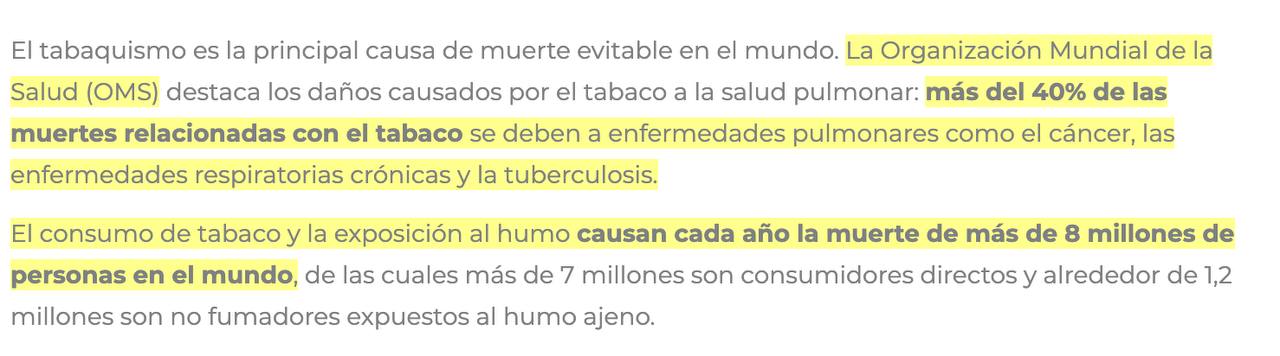 El tabaquismo es la principal causa de muerte evitable en el mundo. La Organización Mundial de la
Salud (OMS) destaca los daños causados por el tabaco a la salud pulmonar: más del 40% de las
muertes relacionadas con el tabaco se deben a enfermedades pulmonares como el cáncer, las
enfermedades respiratorias crónicas y la tuberculosis.
El consumo de tabaco y la exposición al humo causan cada año la muerte de más de 8 millones de
personas en el mundo, de las cuales más de 7 millones son consumidores directos y alrededor de 1,2
millones son no fumadores expuestos al humo ajeno.